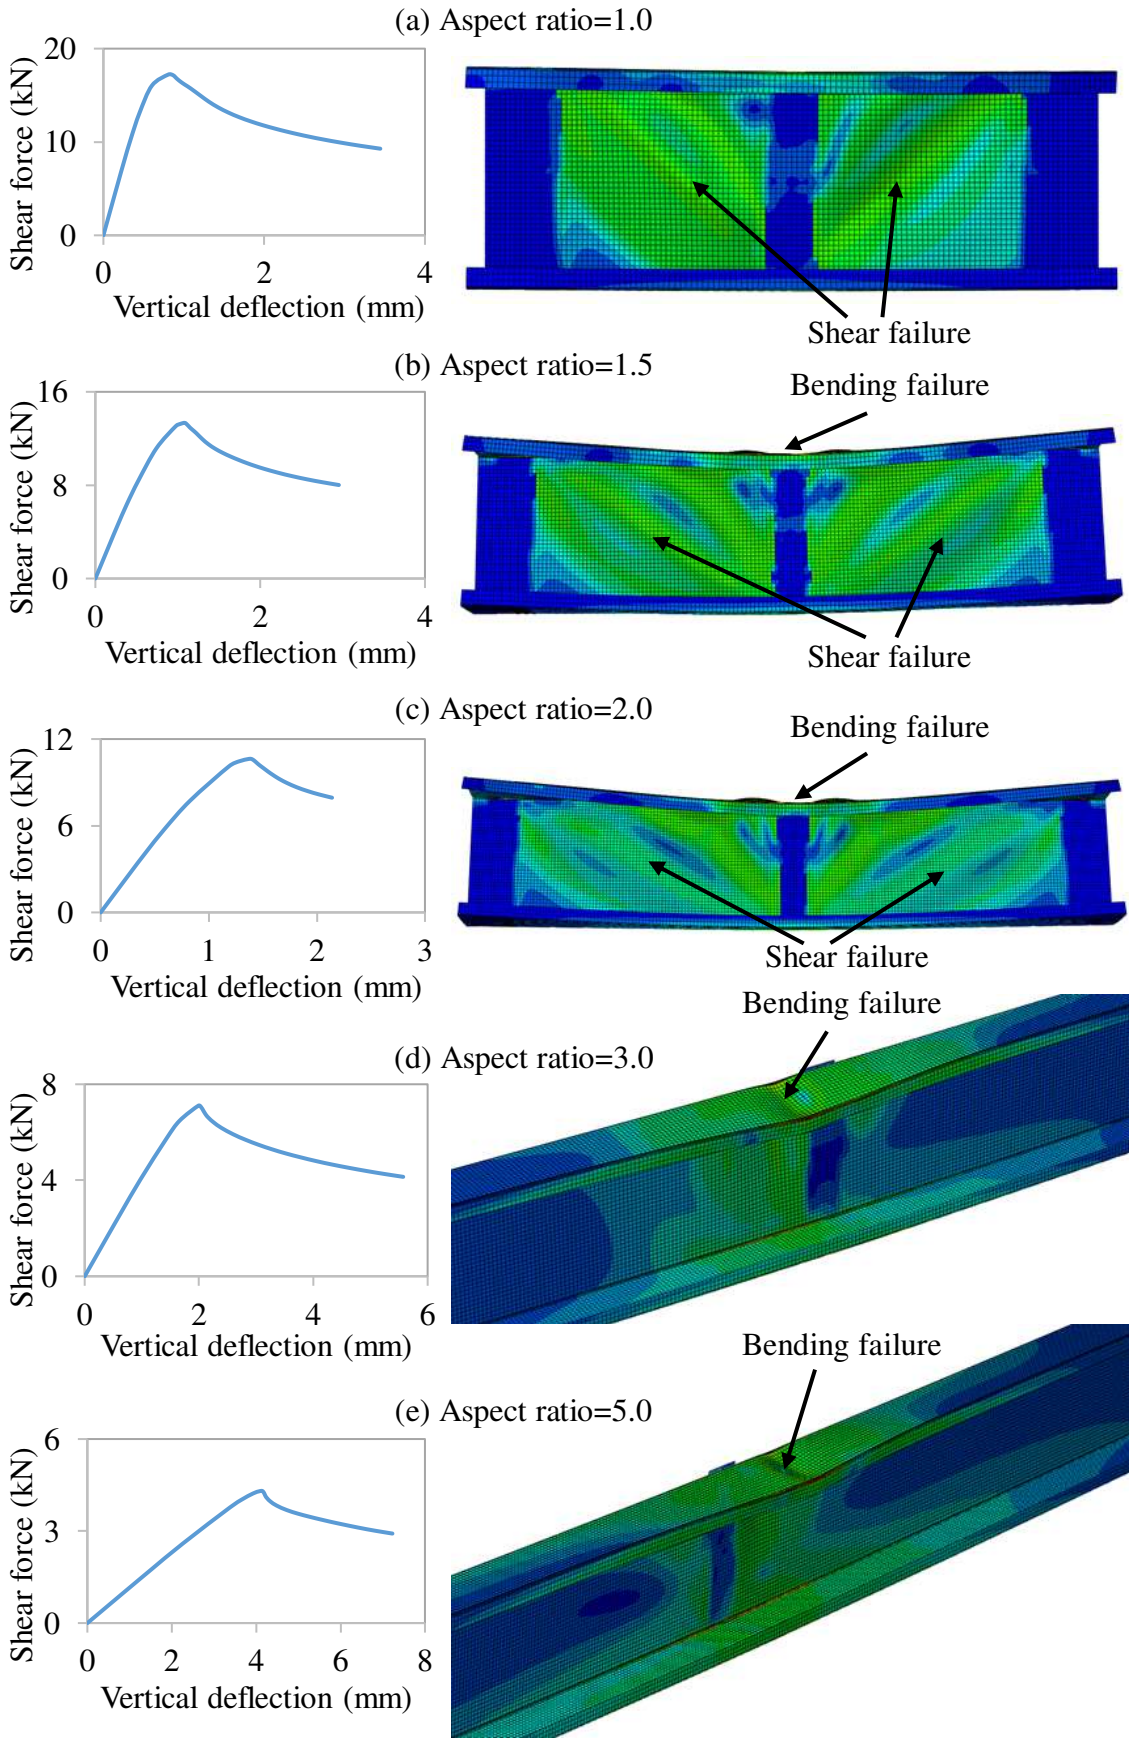 (a) Aspect ratio=1.0
Shear force (kN)
20
10
0
0 2 4
Vertical deflection (mm)
Shear failure
(b) Aspect ratio=1.5
Bending failure
Shear force (kN)
16
8
0
0 2 4
Vertical deflection (mm)
Shear failure
(c) Aspect ratio=2.0
Bending failure
Shear force (kN)
12
6
0
0 1 2 3
Vertical deflection (mm)
Shear failure
Bending failure
(d) Aspect ratio=3.0
Shear force (kN)
8
4
0
0 2 4 6
Vertical deflection (mm)
Bending failure
(e) Aspect ratio=5.0
Shear force (kN)
6
3
0
0 2 4 6 8
Vertical deflection (mm)